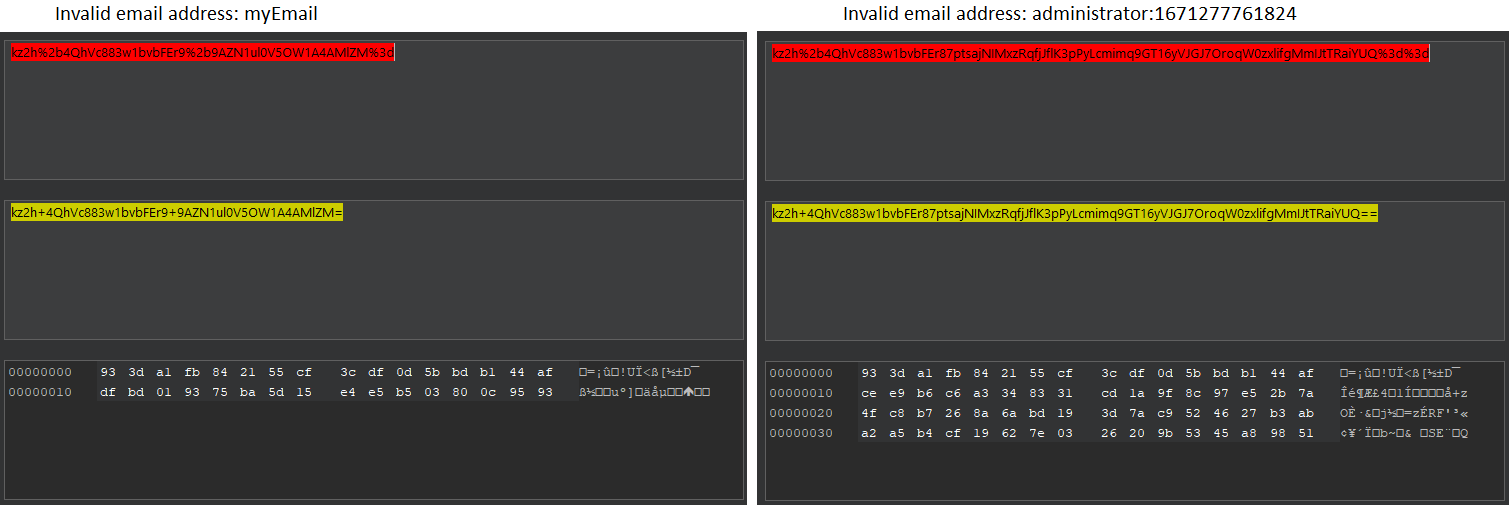 Invalid email address: myEmail
kz2h%2b4QhVc883w1bvbFEr9%2b9AZN1ul0V5OW1A4AMlZM%3d
kz2h+4QhVc883w1bvbFEr9+9AZN1ul0V5OW1A4AMlZM=
00000000 93 3d a1 fb 84 21 55 cf 3c df 0d 5b bd b1 44 af □=¡û□!UÏ<ß[½±D¯
00000010 df bd 01 93 75 ba 5d 15 e4 e5 b5 03 80 0c 95 93 ß½□□uº]□äåµ□□□□
Invalid email address: administrator:1671277761824
kz2h%2b4QhVc883w1bvbFEr87ptsajNIMxzRqfjJflK3pPyLcmimq9GT16yVJGJ7OroqW0zxlifgMmIJtTRaiYUQ%3d%3d
kz2h+4QhVc883w1bvbFEr87ptsajNIMxzRqfjJflK3pPyLcmimq9GT16yVJGJ7OroqW0zxlifgMmIJtTRaiYUQ==
00000000 93 3d a1 fb 84 21 55 cf 3c df 0d 5b bd b1 44 af □=¡û□!UÏ<ß[½±D¯
00000010 ce e9 b6 c6 a3 34 83 31 cd 1a 9f 8c 97 e5 2b 7a Îé¶Æ£4□1Í□□□□å+z
00000020 4f c8 b7 26 8a 6a bd 19 3d 7a c9 52 46 27 b3 ab OÈ·&□j½□=zÉRF'³«
00000030 a2 a5 b4 cf 19 62 7e 03 26 20 9b 53 45 a8 98 51 ¢¥´Ï□b~□& □SE¨□Q